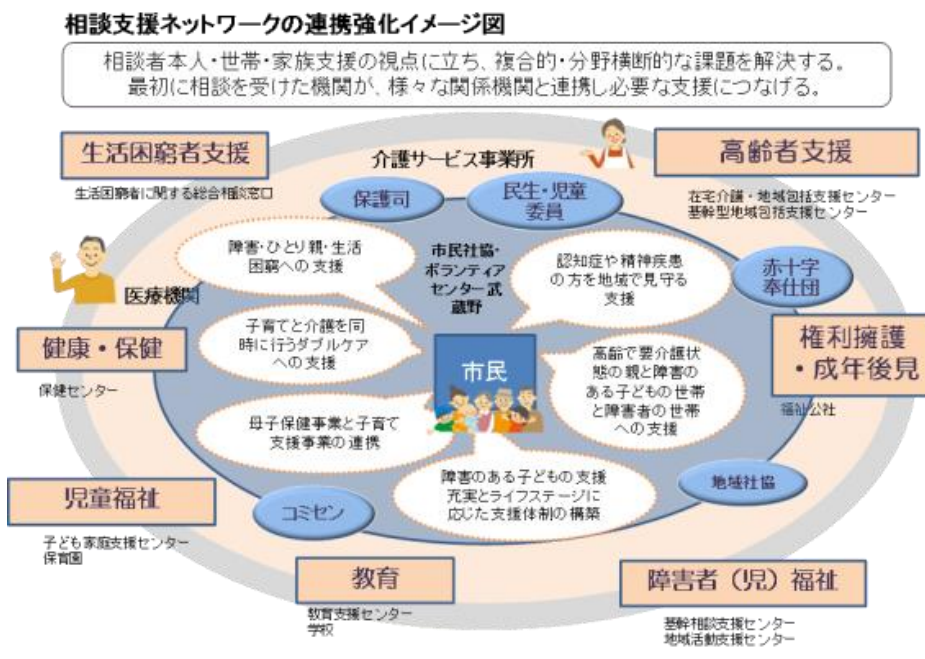 相談支援ネットワークの連携強化イメージ図
相談者本人・世帯・家族支援の視点に立ち、複合的・分野横断的な課題を解決する。
最初に相談を受けた機関が、様々な関係機関と連携し必要な支援につなげる。
生活困窮者支援
生活困窮者に関する総合相談窓口
介護サービス事業所
高齢者支援
在宅介護・地域包括支援センター
基幹型地域包括支援センター
保護司
民生・児童
委員
障害・ひとり親・生活
困窮への支援
市民社協・
ボランティア
センター武
蔵野
認知症や精神疾患
の方を地域で見守る
支援
赤十字
奉仕団
医療機関
健康・保健
保健センター
子育てと介護を同
時に行うダブルケア
への支援
市民
高齢で要介護状
態の親と障害の
ある子どもの世帯
と障害者の世帯
への支援
権利擁護
・成年後見
福祉公社
母子保健事業と子育て
支援事業の連携
障害のある子どもの支援
充実とライフステージに
応じた支援体制の構築
地域社協
児童福祉
子ども家庭支援センター
保育園
コミセン
教育
教育支援センター
学校
障害者（児）福祉
基幹相談支援センター
地域活動支援センター